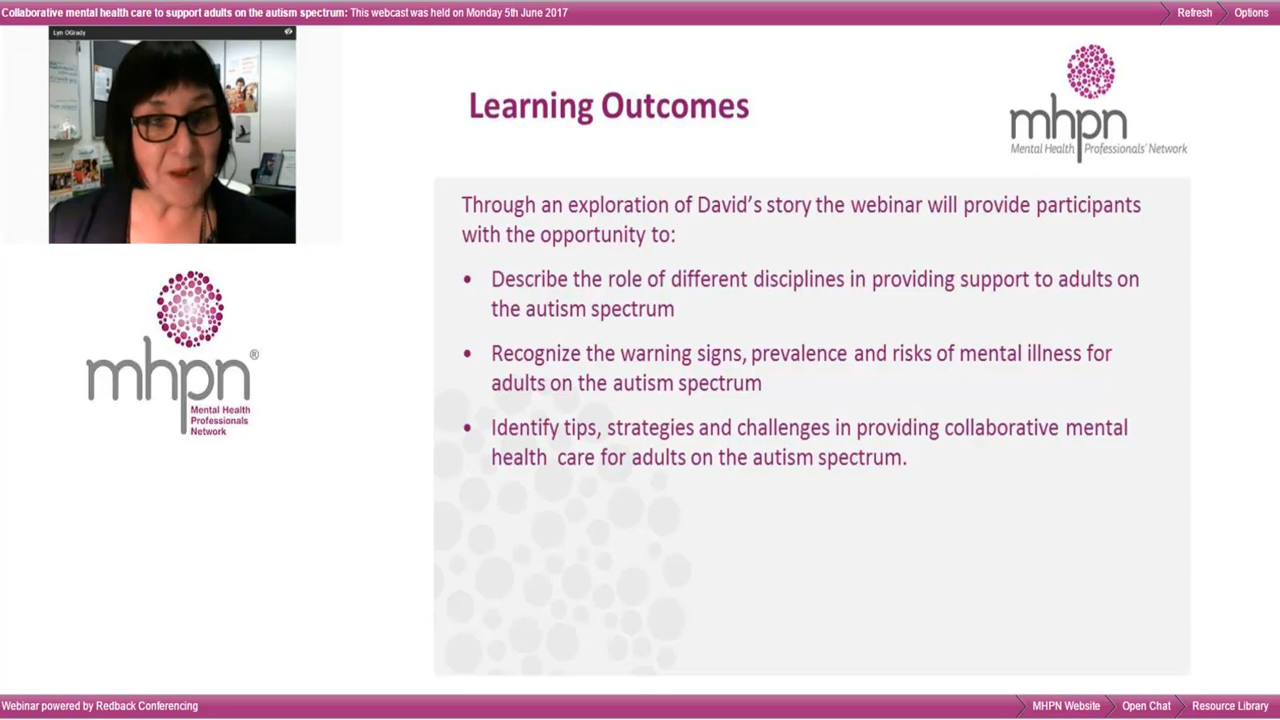 Collaborative mental health care to support adults on the autism spectrum: This webcast was held on Monday 5th June 2017
Refresh
Options
Lyn OGrady
Learning Outcomes
mhpn
Mental Health Professionals' Network
Through an exploration of David's story the webinar will provide participants
with the opportunity to:
• Describe the role of different disciplines in providing support to adults on
the autism spectrum
• Recognize the warning signs, prevalence and risks of mental illness for
adults on the autism spectrum
• Identify tips, strategies and challenges in providing collaborative mental
health care for adults on the autism spectrum.
mhpn®
Mental Health
Professionals
Network
Webinar powered by Redback Conferencing
MHPN Website
Open Chat
Resource Library